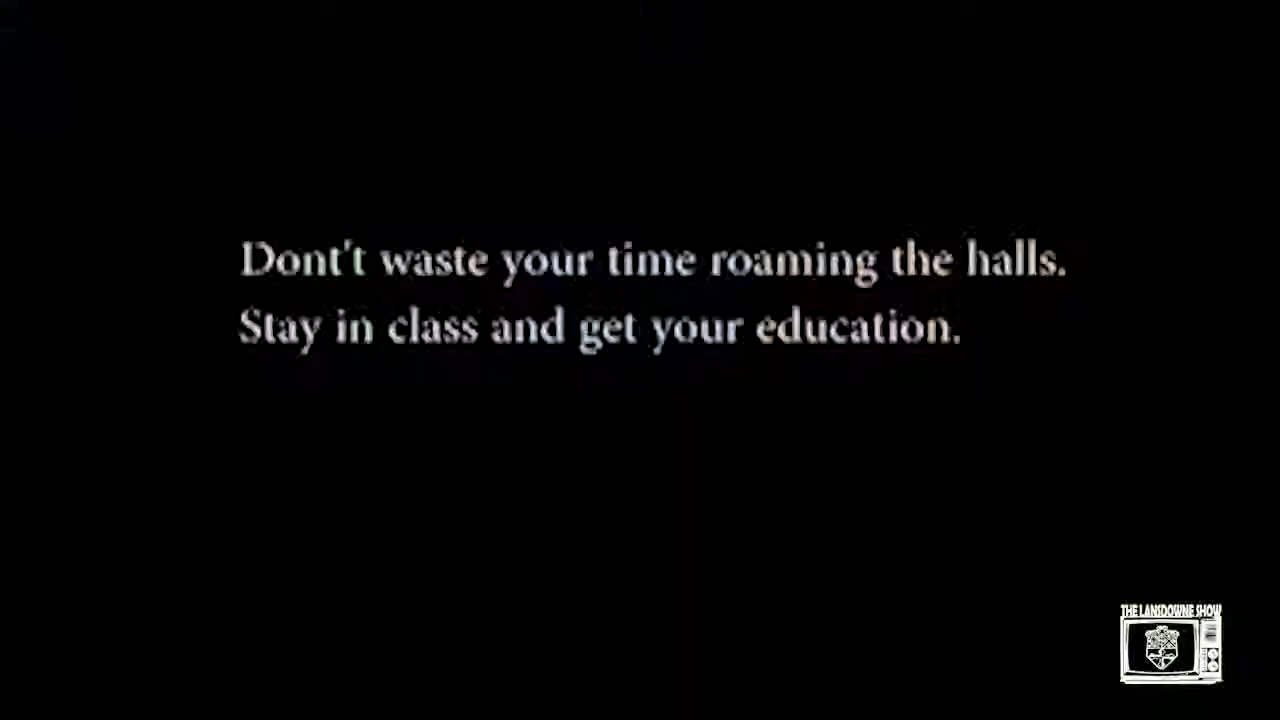 Dont't waste your time roaming the halls.
Stay in class and get your education.
THE LANSDOWNE SHOW